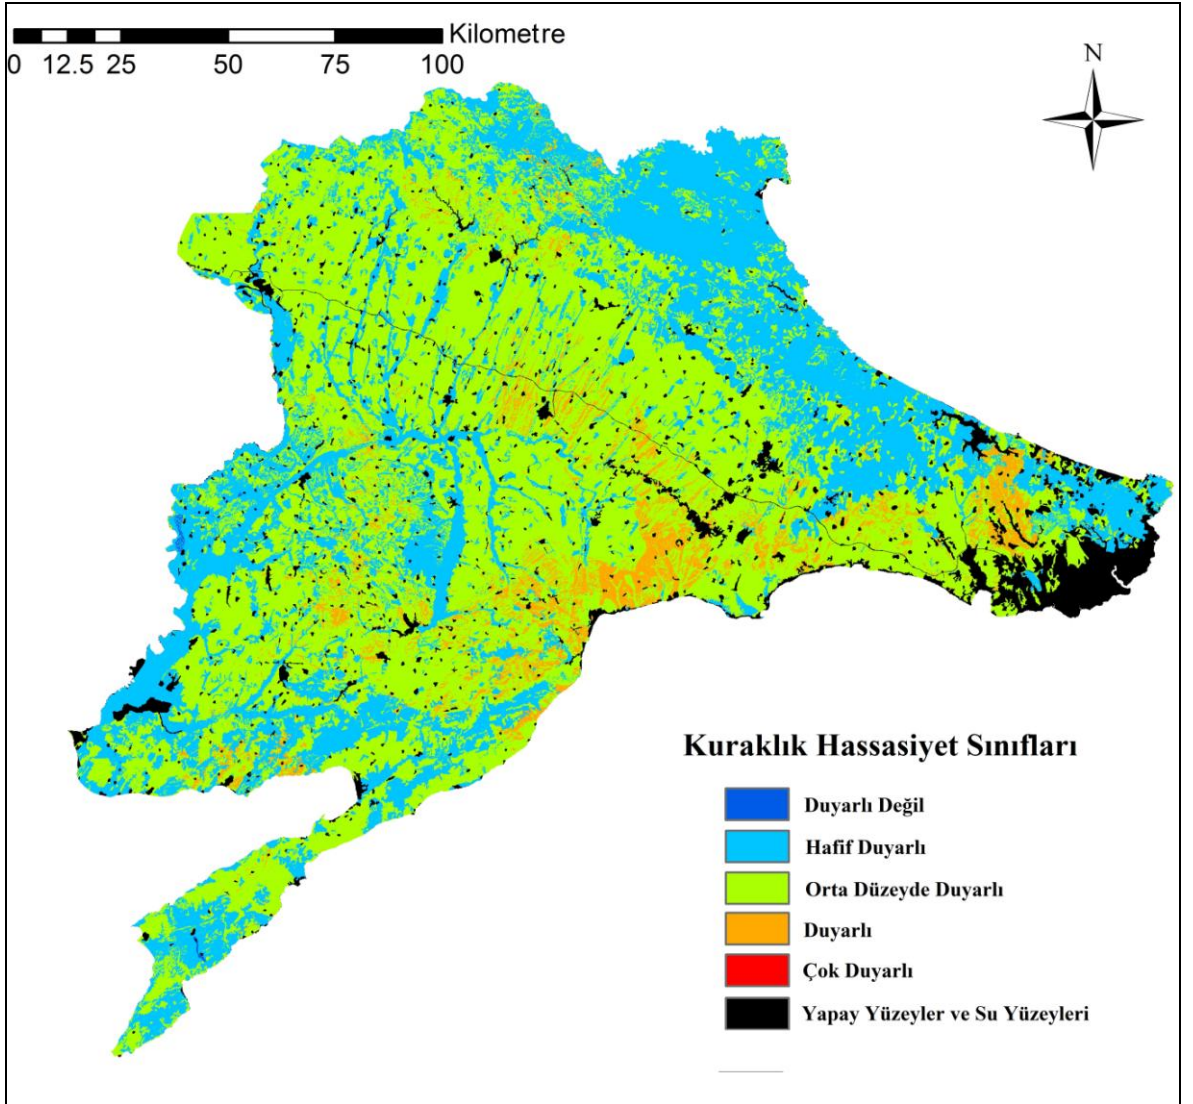 Kilometre
0 12.5 25 50 75 100
N
Kuraklık Hassasiyet Sınıfları
Duyarlı Değil
Hafif Duyarlı
Orta Düzeyde Duyarlı
Duyarlı
Çok Duyarlı
Yapay Yüzeyler ve Su Yüzeyleri